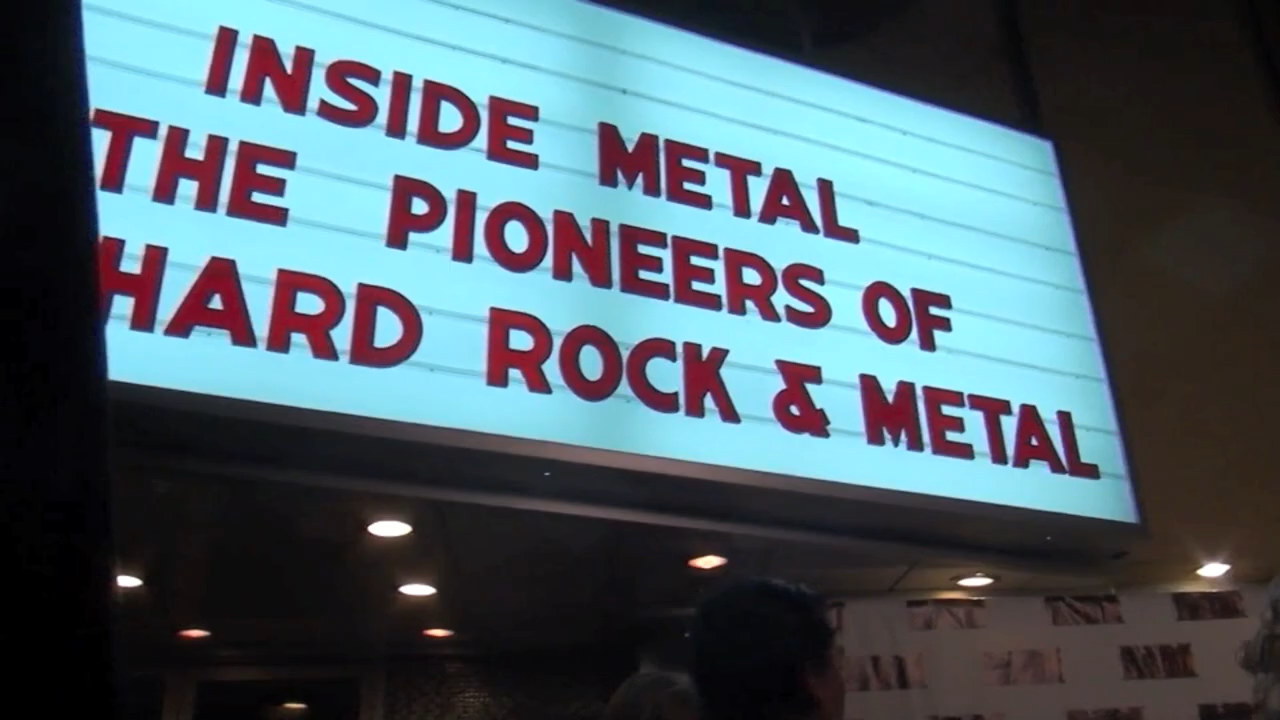 INSIDE METAL
THE PIONEERS OF
HARD ROCK & METAL